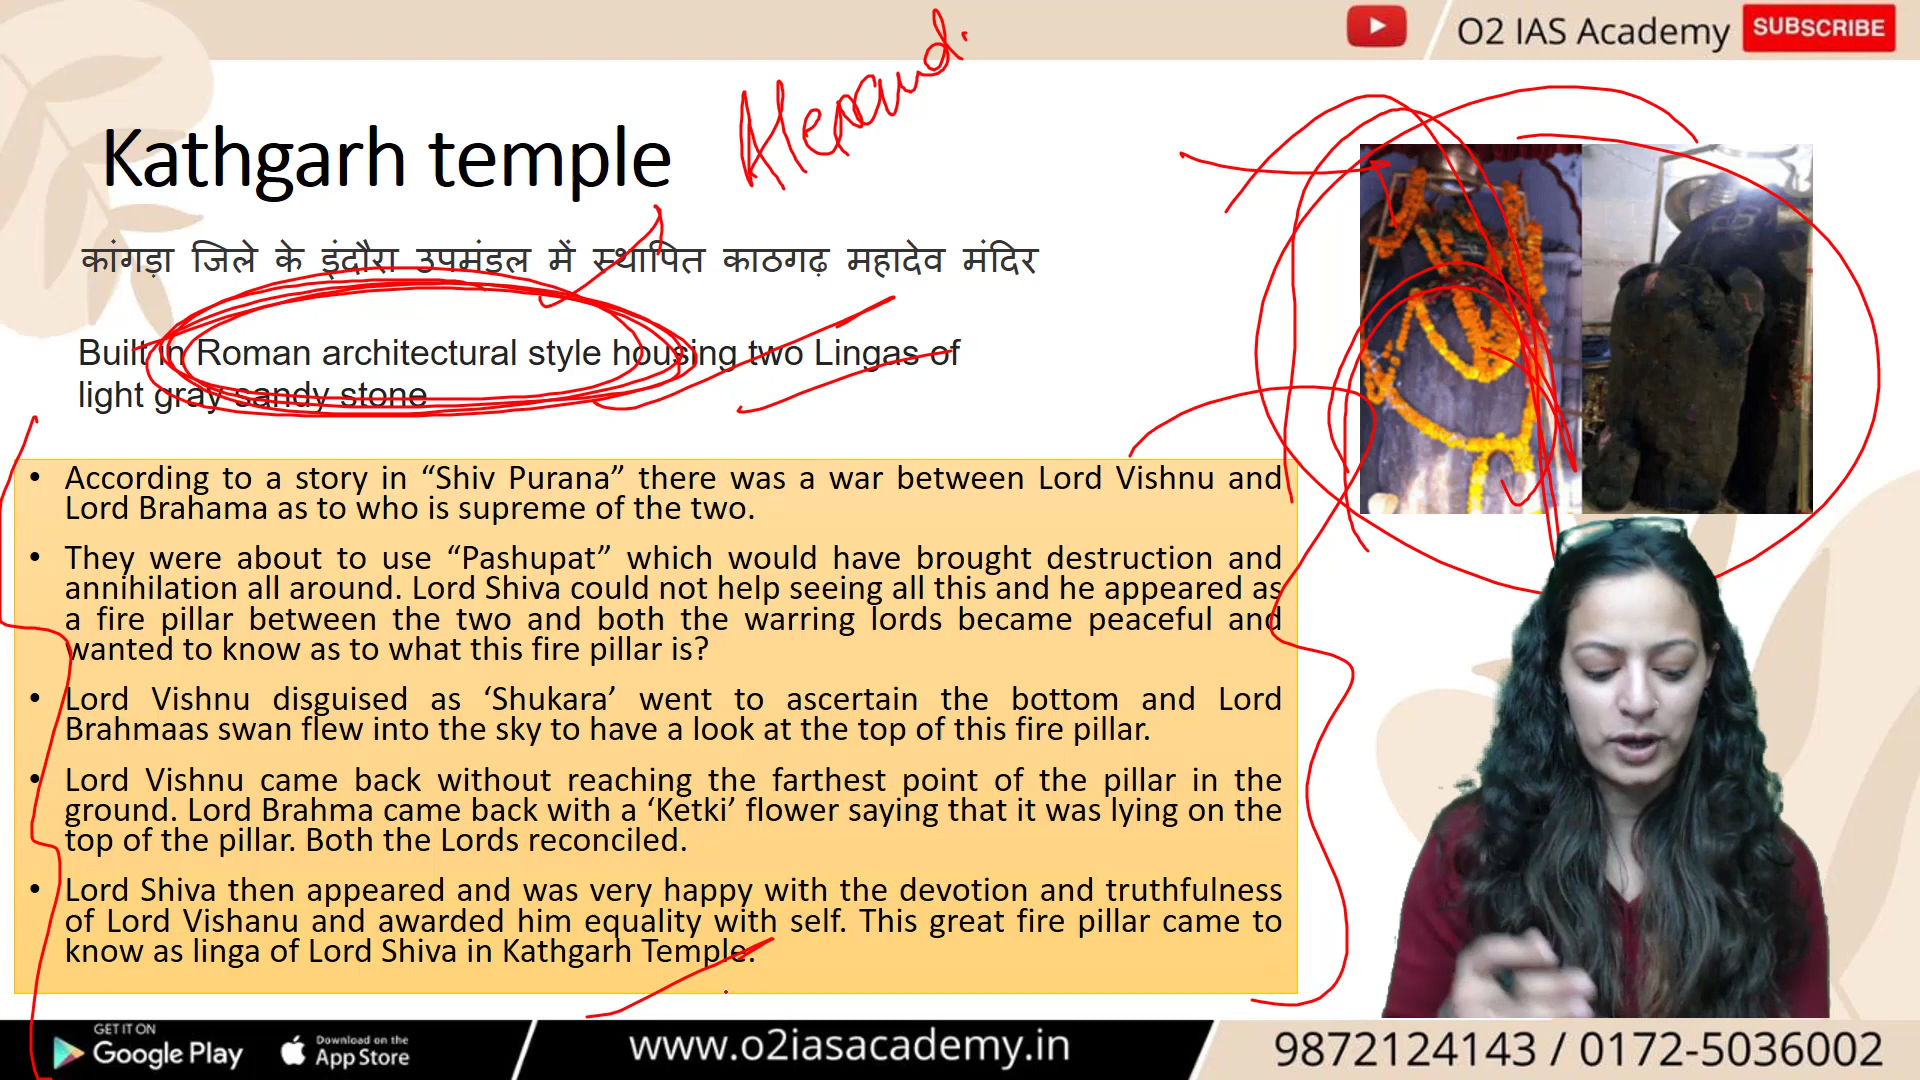 O2 IAS Academy SUBSCRIBE
Kathgarh temple
कांगड़ा जिले के इंदौरा उपमंडल में स्थापित काठगढ़ महादेव मंदिर
Built in Roman architectural style housing two Lingas of
light gray sandy stone
• According to a story in “Shiv Purana” there was a war between Lord Vishnu and
Lord Brahama as to who is supreme of the two.
• They were about to use “Pashupat” which would have brought destruction and
annihilation all around. Lord Shiva could not help seeing all this and he appeared as
a fire pillar between the two and both the warring lords became peaceful and
wanted to know as to what this fire pillar is?
• Lord Vishnu disguised as ‘Shukara’ went to ascertain the bottom and Lord
Brahmaas swan flew into the sky to have a look at the top of this fire pillar.
• Lord Vishnu came back without reaching the farthest point of the pillar in the
ground. Lord Brahma came back with a ‘Ketki’ flower saying that it was lying on the
top of the pillar. Both the Lords reconciled.
• Lord Shiva then appeared and was very happy with the devotion and truthfulness
of Lord Vishanu and awarded him equality with self. This great fire pillar came to
know as linga of Lord Shiva in Kathgarh Temple.
GET IT ON
Google Play
Download on the
App Store
www.o2iasacademy.in
9872124143 / 0172-5036002